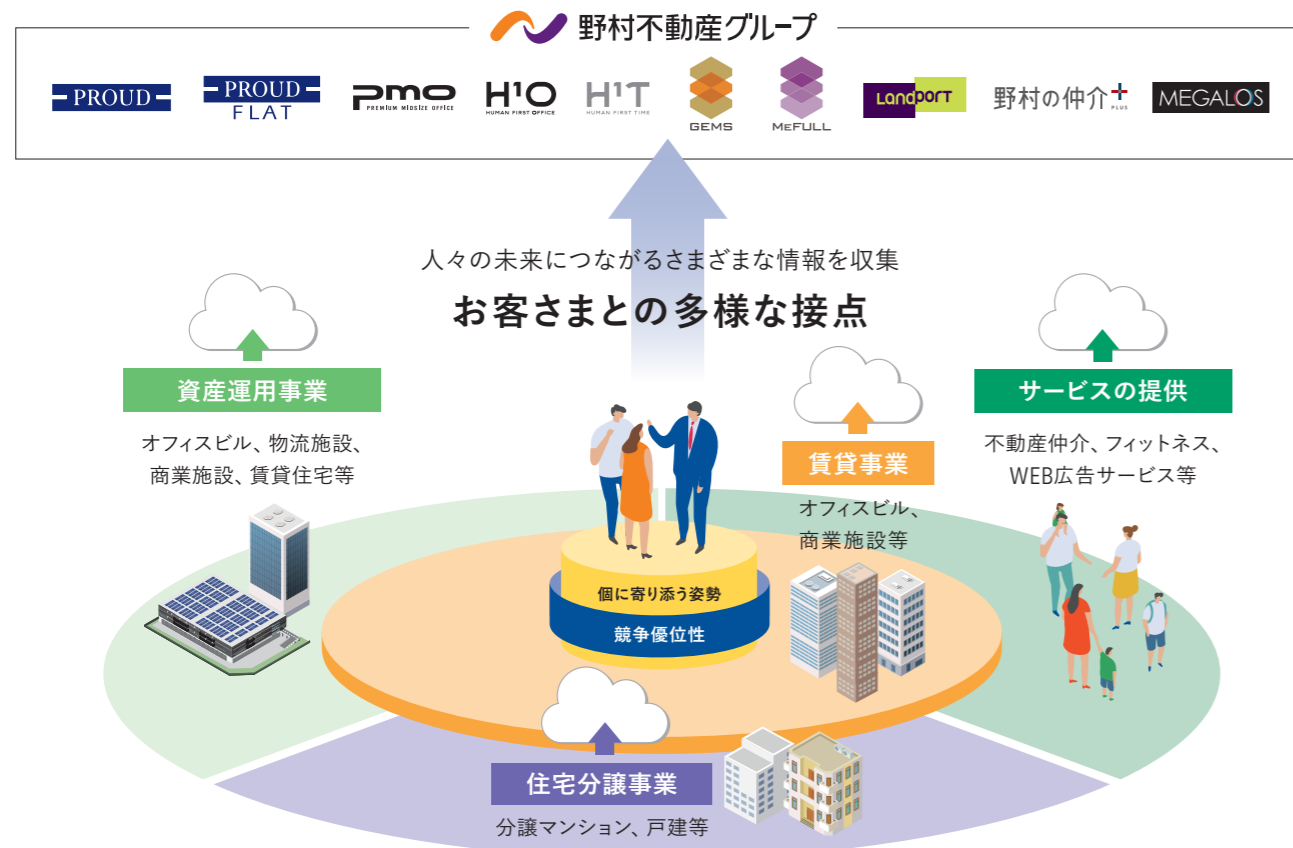 野村不動産グループ
PROUD
PROUD
FLAT
PMO
PREMIUM MIDSIZE OFFICE
H¹O
HUMAN FIRST OFFICE
H¹T
HUMAN FIRST TIME
GEMS
MEFULL
Landport
野村の仲介+
PLUS
MEGALOS
人々の未来につながるさまざまな情報を収集
お客さまとの多様な接点
資産運用事業
オフィスビル、物流施設、
商業施設、賃貸住宅等
賃貸事業
オフィスビル、
商業施設等
サービスの提供
不動産仲介、フィットネス、
WEB広告サービス等
個に寄り添う姿勢
競争優位性
住宅分譲事業
分譲マンション、戸建等